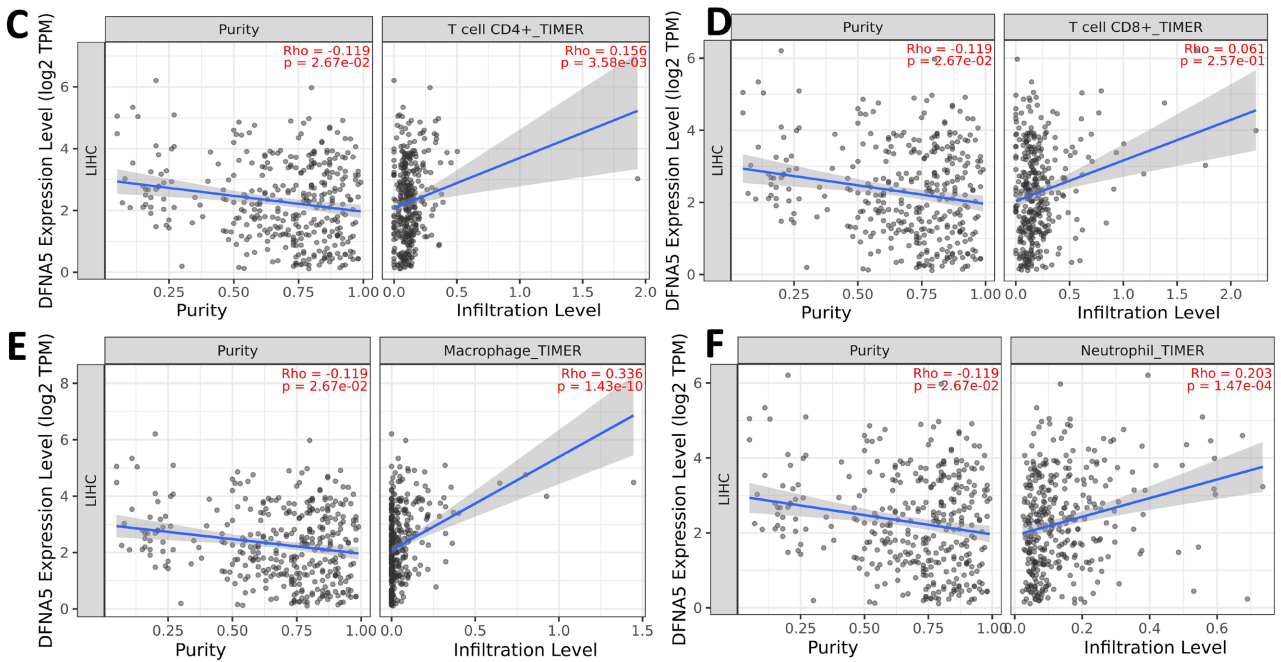 C
Purity
T cell CD4+_TIMER
DFNA5 Expression Level (log2 TPM)
LIHC
Rho = -0.119
p = 2.67e-02
Rho = 0.156
p = 3.58e-03
6
4
2
0
0.25 0.50 0.75 1.00
0.0 0.5 1.0 1.5 2.0
Purity
Infiltration Level
D
Purity
T cell CD8+_TIMER
DFNA5 Expression Level (log2 TPM)
LIHC
Rho = -0.119
p = 2.67e-02
Rho = 0.061
p = 2.57e-01
6
4
2
0
0.25 0.50 0.75 1.00
0.0 0.5 1.0 1.5 2.0
Purity
Infiltration Level
E
Purity
Macrophage_TIMER
DFNA5 Expression Level (log2 TPM)
LIHC
Rho = -0.119
p = 2.67e-02
Rho = 0.336
p = 1.43e-10
8
6
4
2
0
0.25 0.50 0.75 1.00
0.0 0.5 1.0 1.5
Purity
Infiltration Level
F
Purity
Neutrophil_TIMER
DFNA5 Expression Level (log2 TPM)
LIHC
Rho = -0.119
p = 2.67e-02
Rho = 0.203
p = 1.47e-04
6
4
2
0
0.25 0.50 0.75 1.00
0.0 0.2 0.4 0.6
Purity
Infiltration Level